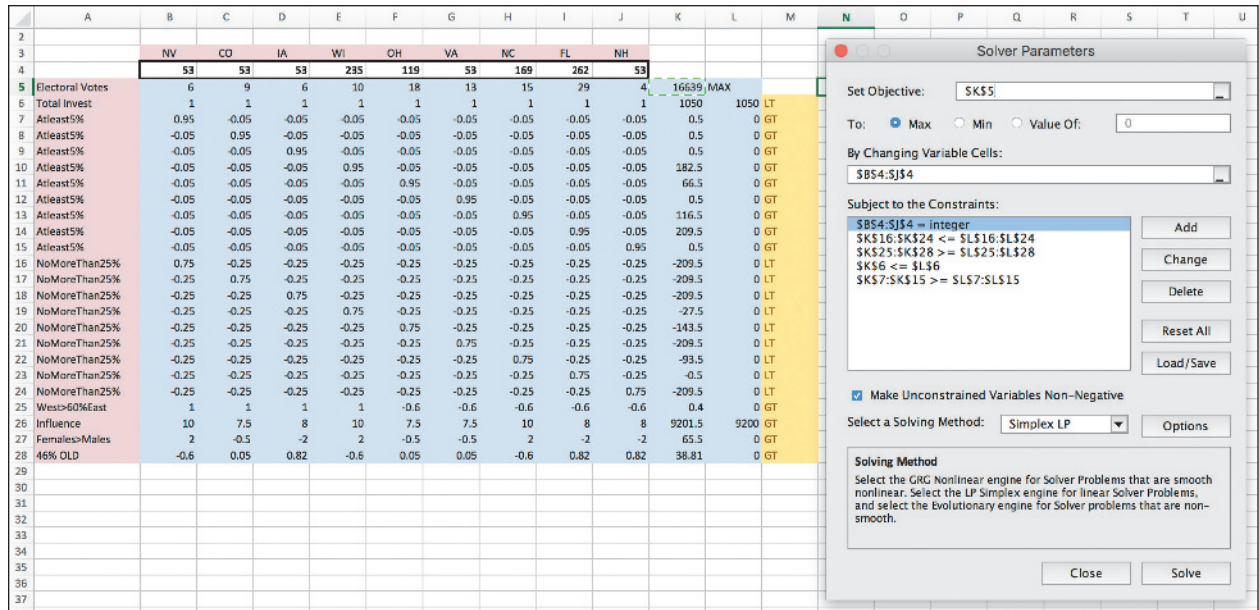 A B C D E F G H I J K L M N O P Q R S T U
2
3 NV CO IA WI OH VA NC FL NH
4 53 53 53 235 119 53 169 262 53
5 Electoral Votes 6 9 6 10 18 13 15 29 4 16639 MAX
6 Total Invest 1 1 1 1 1 1 1 1 1 1050 1050 LT
7 Atleast5% 0.95 -0.05 -0.05 -0.05 -0.05 -0.05 -0.05 -0.05 -0.05 0.5 0 GT
8 Atleast5% -0.05 0.95 -0.05 -0.05 -0.05 -0.05 -0.05 -0.05 -0.05 0.5 0 GT
9 Atleast5% -0.05 -0.05 0.95 -0.05 -0.05 -0.05 -0.05 -0.05 -0.05 0.5 0 GT
10 Atleast5% -0.05 -0.05 -0.05 0.95 -0.05 -0.05 -0.05 -0.05 -0.05 182.5 0 GT
11 Atleast5% -0.05 -0.05 -0.05 -0.05 0.95 -0.05 -0.05 -0.05 -0.05 66.5 0 GT
12 Atleast5% -0.05 -0.05 -0.05 -0.05 -0.05 0.95 -0.05 -0.05 -0.05 0.5 0 GT
13 Atleast5% -0.05 -0.05 -0.05 -0.05 -0.05 -0.05 0.95 -0.05 -0.05 116.5 0 GT
14 Atleast5% -0.05 -0.05 -0.05 -0.05 -0.05 -0.05 -0.05 0.95 -0.05 209.5 0 GT
15 Atleast5% -0.05 -0.05 -0.05 -0.05 -0.05 -0.05 -0.05 -0.05 0.95 0.5 0 GT
16 NoMoreThan25% 0.75 -0.25 -0.25 -0.25 -0.25 -0.25 -0.25 -0.25 -0.25 -209.5 0 LT
17 NoMoreThan25% -0.25 0.75 -0.25 -0.25 -0.25 -0.25 -0.25 -0.25 -0.25 -209.5 0 LT
18 NoMoreThan25% -0.25 -0.25 0.75 -0.25 -0.25 -0.25 -0.25 -0.25 -0.25 -209.5 0 LT
19 NoMoreThan25% -0.25 -0.25 -0.25 0.75 -0.25 -0.25 -0.25 -0.25 -0.25 -27.5 0 LT
20 NoMoreThan25% -0.25 -0.25 -0.25 -0.25 0.75 -0.25 -0.25 -0.25 -0.25 -143.5 0 LT
21 NoMoreThan25% -0.25 -0.25 -0.25 -0.25 -0.25 0.75 -0.25 -0.25 -0.25 -209.5 0 LT
22 NoMoreThan25% -0.25 -0.25 -0.25 -0.25 -0.25 -0.25 0.75 -0.25 -0.25 -93.5 0 LT
23 NoMoreThan25% -0.25 -0.25 -0.25 -0.25 -0.25 -0.25 -0.25 0.75 -0.25 -0.5 0 LT
24 NoMoreThan25% -0.25 -0.25 -0.25 -0.25 -0.25 -0.25 -0.25 -0.25 0.75 -209.5 0 LT
25 West>60%East 1 1 1 1 -0.6 -0.6 -0.6 -0.6 -0.6 0.4 0 GT
26 Influence 10 7.5 8 10 7.5 7.5 10 8 8 9201.5 9200 GT
27 Females>Males 2 -0.5 -2 2 -0.5 -0.5 2 -2 -2 65.5 0 GT
28 46% OLD -0.6 0.05 0.82 -0.6 0.05 0.05 -0.6 0.82 0.82 38.81 0 GT
29
30
31
32
33
34
35
36
37
Solver Parameters
Set Objective: $K$5
To: Max Min Value Of: 0
By Changing Variable Cells:
$B$4:$J$4
Subject to the Constraints:
$B$4:$J$4 = integer
$K$16:$K$24 <= $L$16:$L$24
$K$25:$K$28 >= $L$25:$L$28
$K$6 <= $L$6
$K$7:$K$15 >= $L$7:$L$15
Add
Change
Delete
Reset All
Load/Save
Make Unconstrained Variables Non-Negative
Select a Solving Method: Simplex LP Options
Solving Method
Select the GRG Nonlinear engine for Solver Problems that are smooth
nonlinear. Select the LP Simplex engine for linear Solver Problems,
and select the Evolutionary engine for Solver problems that are non-
smooth.
Close Solve